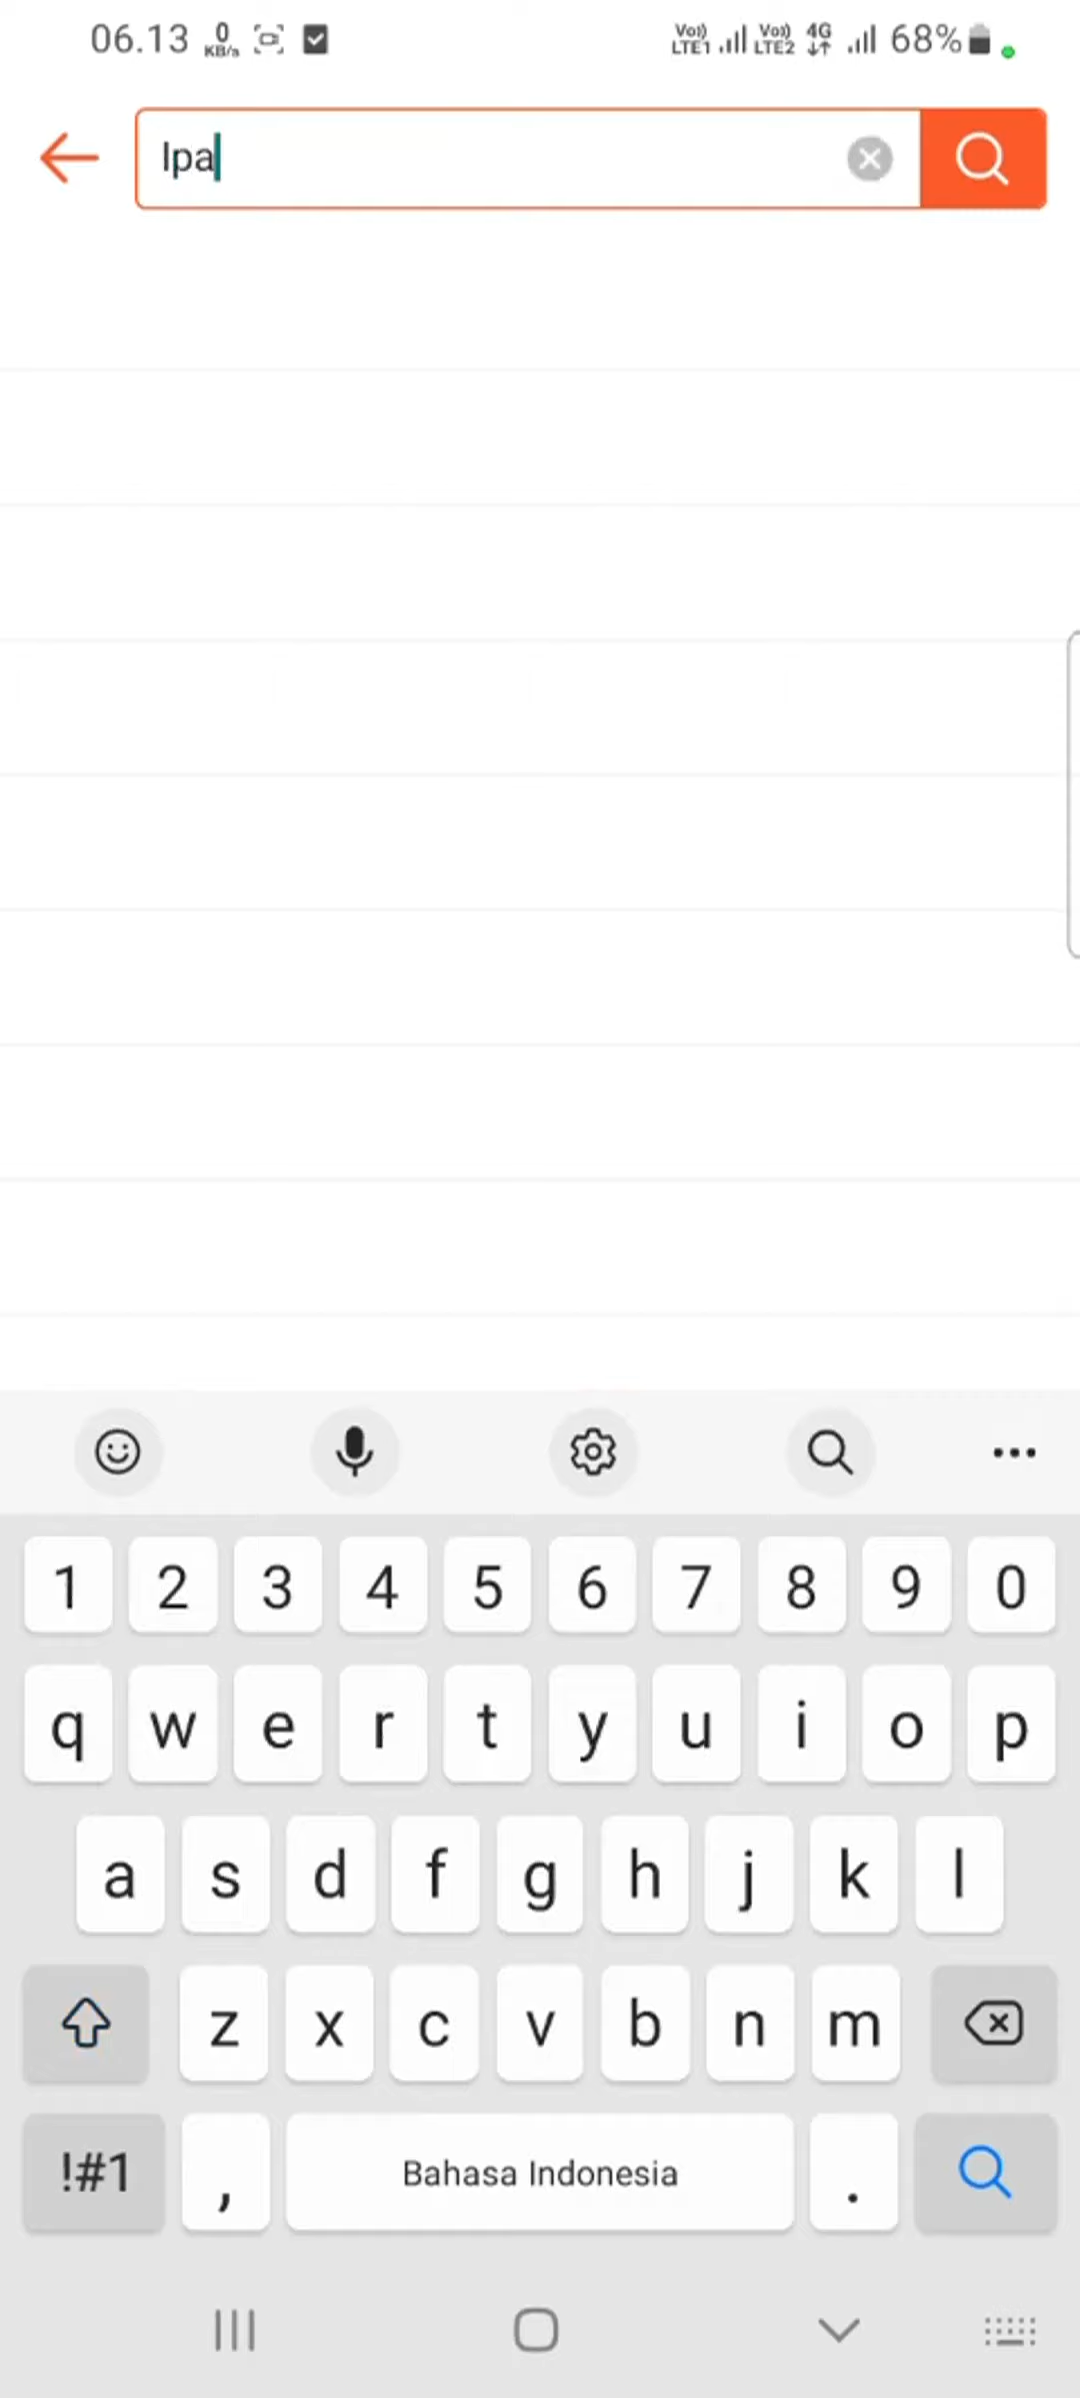 06.13 0 KB/s Vo)) LTE1 Vo)) LTE2 4G 68%
Ipa
1 2 3 4 5 6 7 8 9 0
q w e r t y u i o p
a s d f g h j k l
z x c v b n m
!#1 , Bahasa Indonesia .